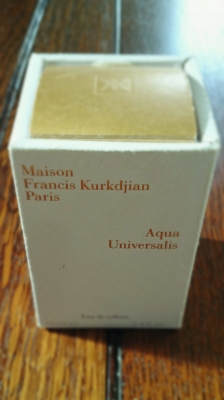 Maison
Francis Kurkdjian
Paris
Aqua
Universalis
Eau de toilette